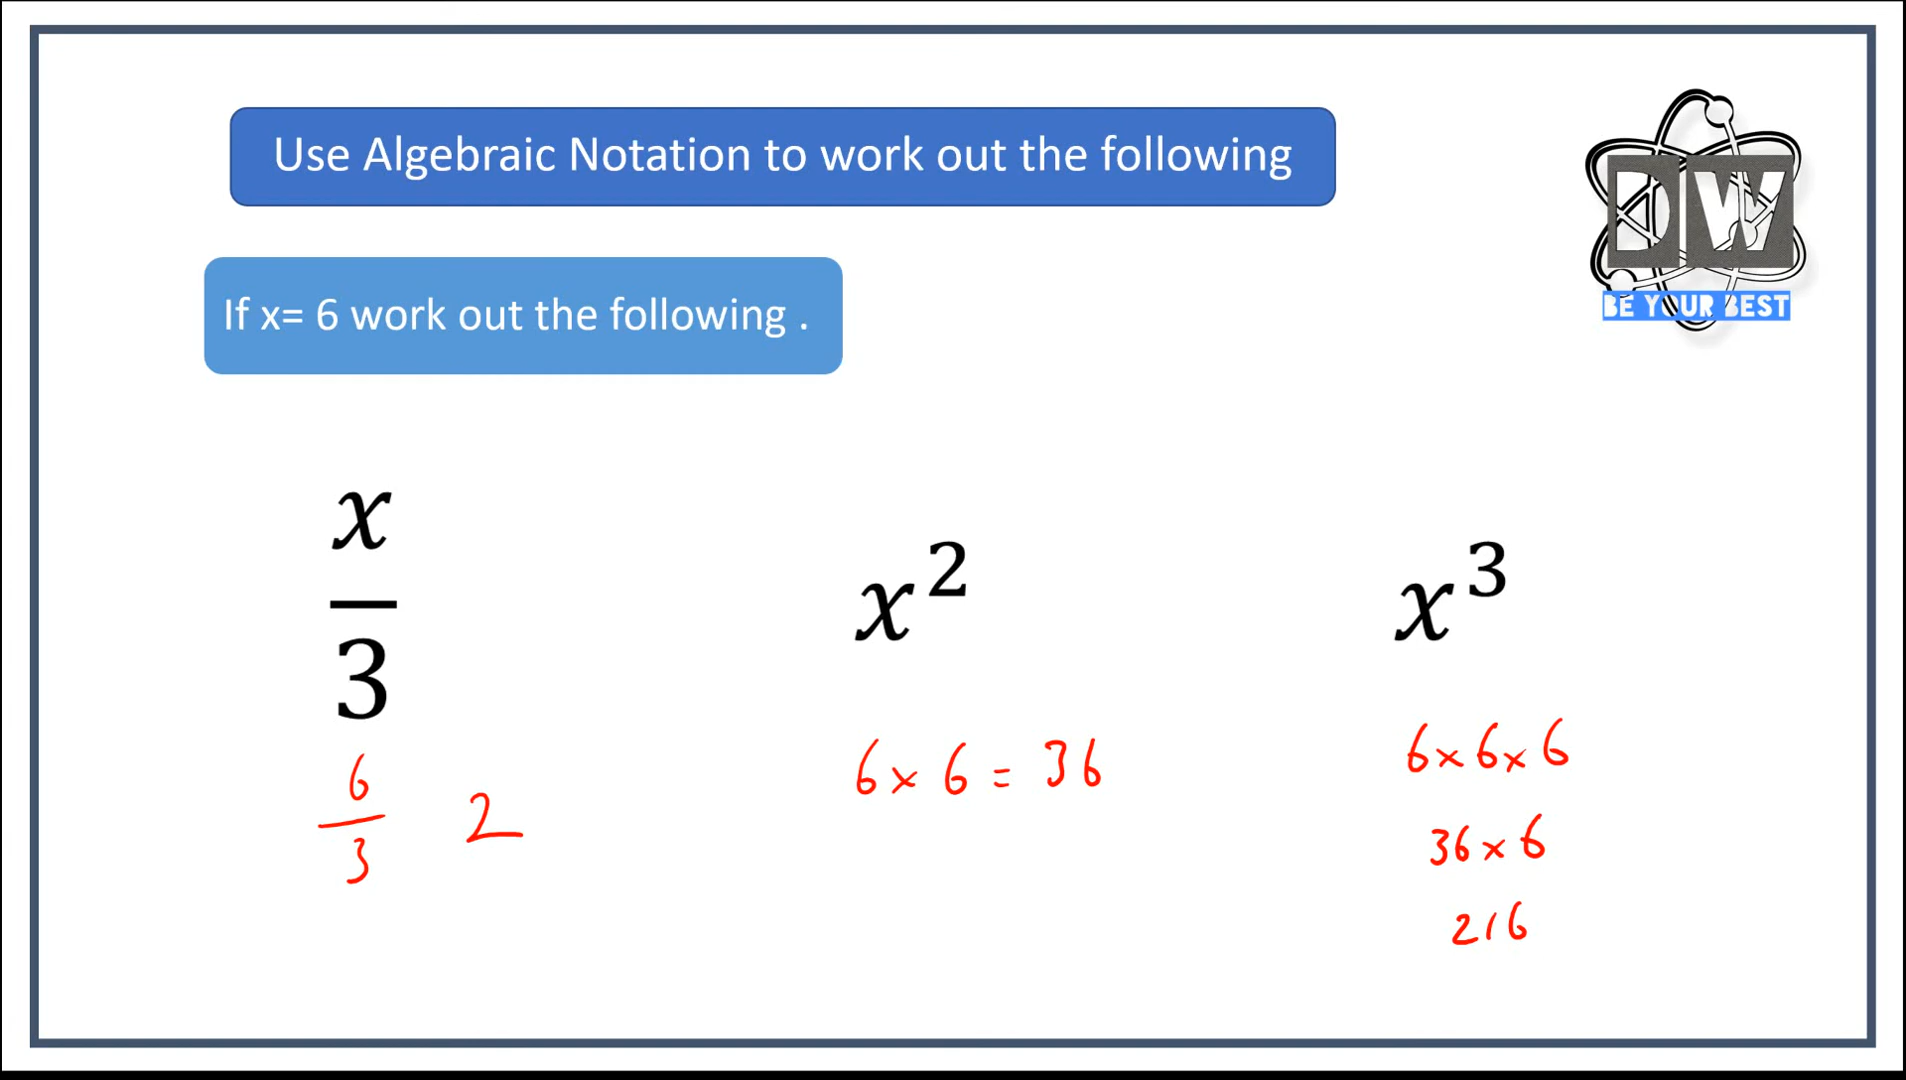 Use Algebraic Notation to work out the following
DW
BE YOUR BEST
If x= 6 work out the following .
x/3
x²
x³
6/3 2
6 × 6 = 36
6 × 6 × 6
36 × 6
216